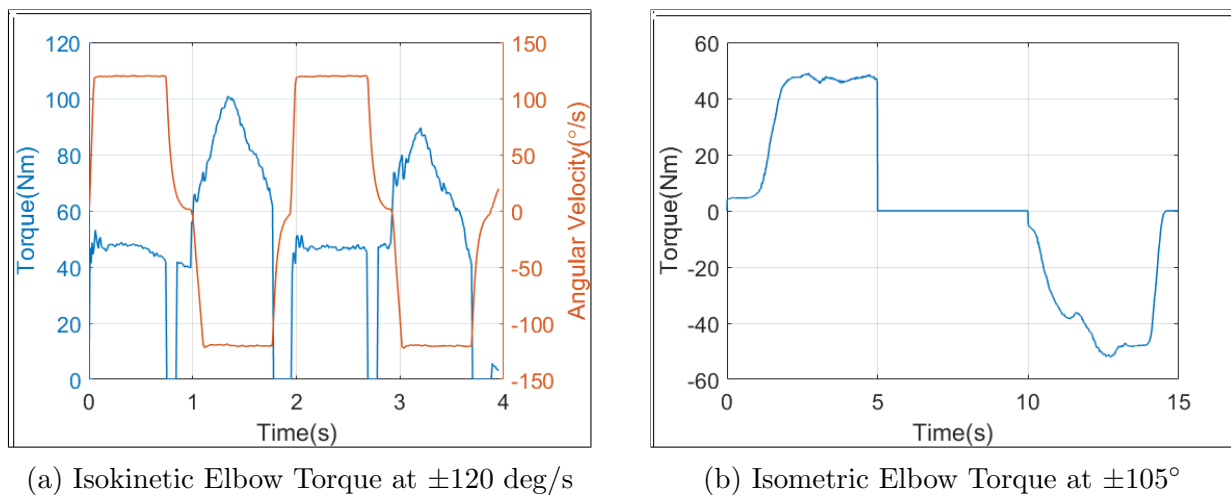 120
100
80
60
40
20
0
Torque(Nm)
150
100
50
0
-50
-100
-150
Angular Velocity(°/s)
0 1 2 3 4
Time(s)
(a) Isokinetic Elbow Torque at ±120 deg/s
60
40
20
0
-20
-40
-60
Torque(Nm)
0 5 10 15
Time(s)
(b) Isometric Elbow Torque at ±105°